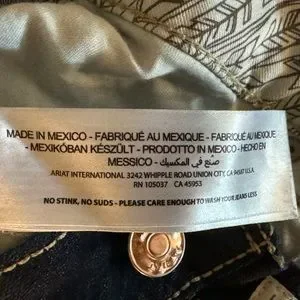 MADE IN MEXICO - FABRIQUÉ AU MEXIQUE - FABRIQUÉ AU MEXIQUE
- MEXIKÓBAN KÉSZÜLT - PRODOTTO IN MEXICO - HECHO EN
MESSICO - صنع في المكسيك
ARIAT INTERNATIONAL 3242 WHIPPLE ROAD UNION CITY, CA 94587 U.S.A.
RN 105037 CA 45953
NO STINK, NO SUDS - PLEASE CARE ENOUGH TO WASH YOUR JEANS LESS